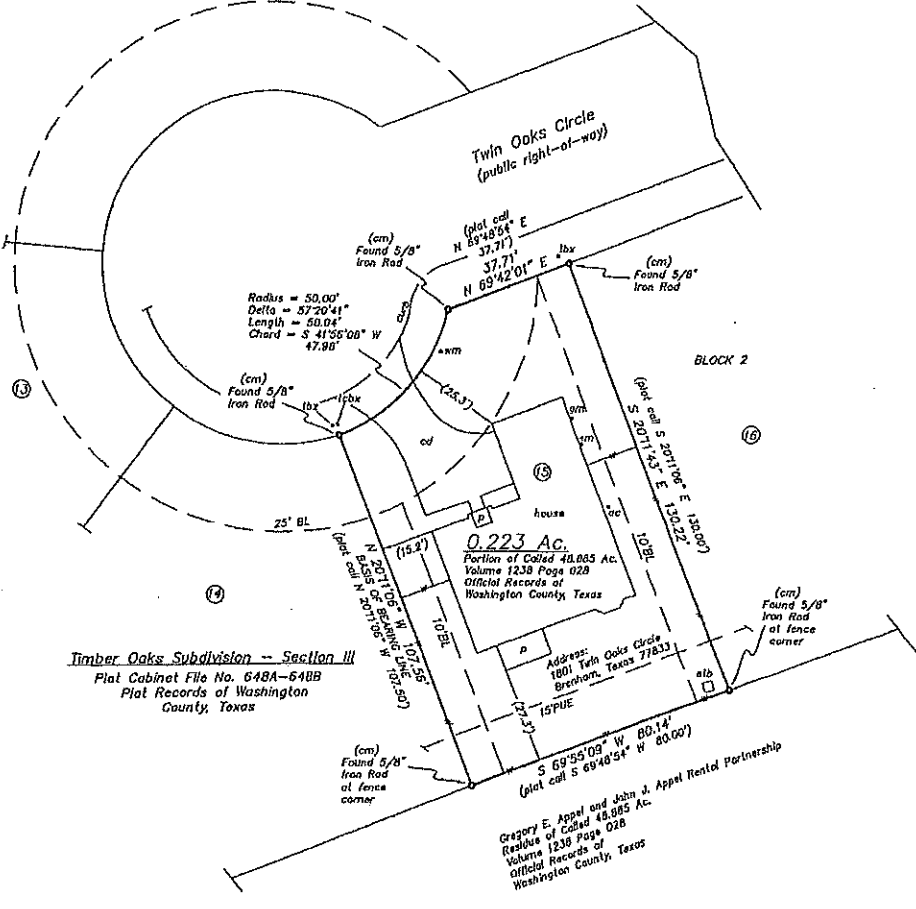 Twin Oaks Circle
(public right-of-way)
(plat call
N 69°48'54" E
37.71')
37.71'
N 69°42'01" E
lbx
(cm)
Found 5/8"
Iron Rod
(cm)
Found 5/8"
Iron Rod
Radius = 50.00'
Delta = 57°20'41"
Length = 50.04'
Chord = S 41°56'08" W
47.98'
curb
wm
(25.3')
BLOCK 2
(cm)
Found 5/8"
Iron Rod
lbx
lcbx
13
cd
gm
em
(plat call S 20°11'06" E 130.00')
S 20°11'43" E 130.22'
16
15
house
ac
P
25' BL
0.223 Ac.
Portion of Called 48.885 Ac.
Volume 1238 Page 028
Official Records of
Washington County, Texas
(15.2')
10'BL
10'BL
N 20°11'06" W 107.56'
BASIS OF BEARING LINE
(plat call N 20°11'06" W 107.50')
14
(cm)
Found 5/8"
Iron Rod
at fence
corner
Timber Oaks Subdivision -- Section III
Plat Cabinet File No. 648A-648B
Plat Records of Washington
County, Texas
P
Address:
1801 Twin Oaks Circle
Brenham, Texas 77833
elb
(27.3')
15'PUE
(cm)
Found 5/8"
Iron Rod
at fence
corner
S 69°55'09" W 80.14'
(plat call S 69°48'54" W 80.00')
Gregory E. Appel and John J. Appel Rental Partnership
Residue of Called 48.885 Ac.
Volume 1238 Page 028
Official Records of
Washington County, Texas